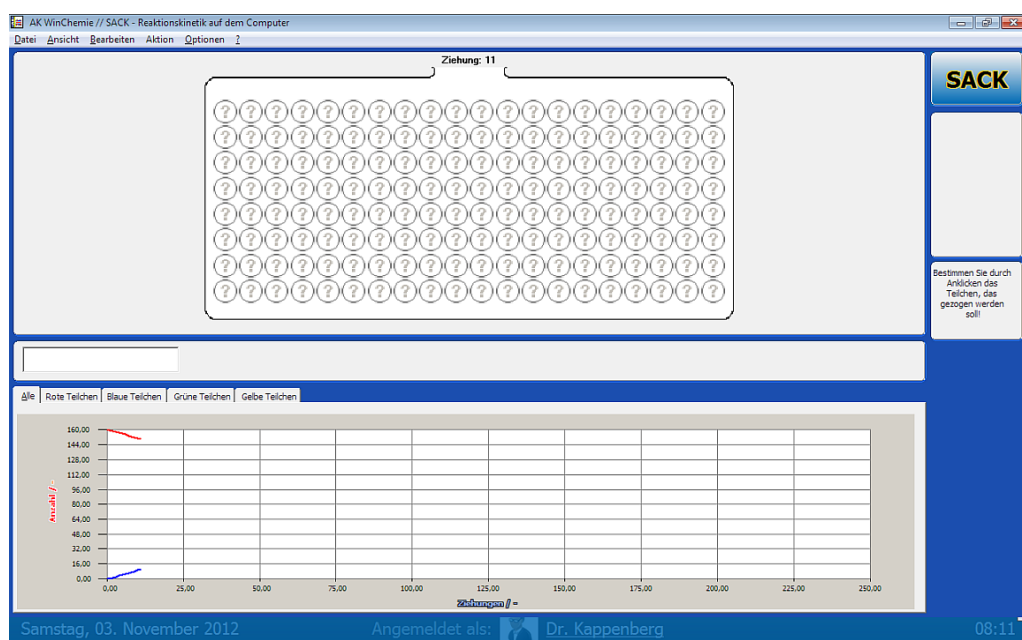 AK WinChemie // SACK - Reaktionskinetik auf dem Computer
Datei Ansicht Bearbeiten Aktion Optionen ?
Ziehung: 11
SACK
? ? ? ? ? ? ? ? ? ? ? ? ? ? ? ? ? ? ? ?
? ? ? ? ? ? ? ? ? ? ? ? ? ? ? ? ? ? ? ?
? ? ? ? ? ? ? ? ? ? ? ? ? ? ? ? ? ? ? ?
? ? ? ? ? ? ? ? ? ? ? ? ? ? ? ? ? ? ? ?
? ? ? ? ? ? ? ? ? ? ? ? ? ? ? ? ? ? ? ?
? ? ? ? ? ? ? ? ? ? ? ? ? ? ? ? ? ? ? ?
? ? ? ? ? ? ? ? ? ? ? ? ? ? ? ? ? ? ? ?
? ? ? ? ? ? ? ? ? ? ? ? ? ? ? ? ? ? ? ?
Bestimmen Sie durch
Anklicken das
Teilchen, das
gezogen werden
soll!
Alle Rote Teilchen Blaue Teilchen Grüne Teilchen Gelbe Teilchen
Anzahl / -
160,00
144,00
128,00
112,00
96,00
80,00
64,00
48,00
32,00
16,00
0,00
0,00 25,00 50,00 75,00 100,00 125,00 150,00 175,00 200,00 225,00 250,00
Ziehungen / -
Samstag, 03. November 2012 Angemeldet als: Dr. Kappenberg 08:11